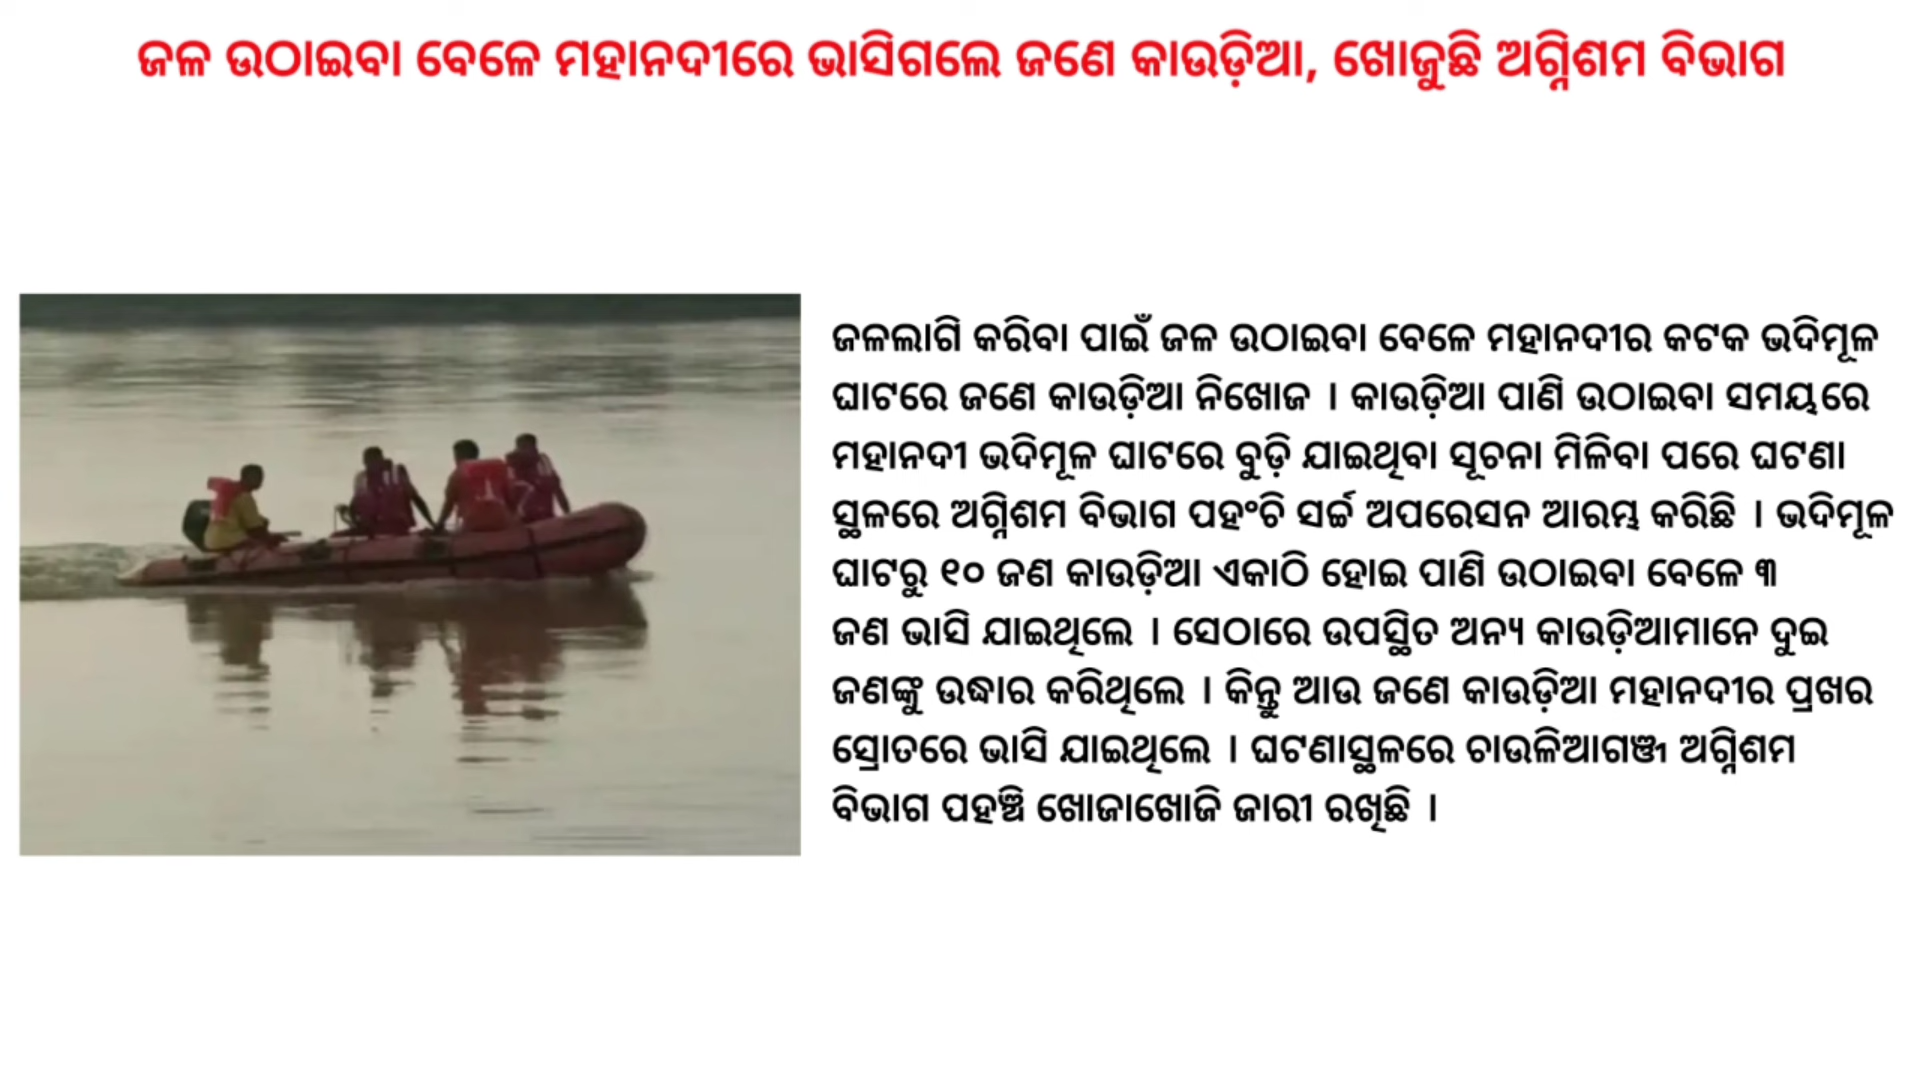 ଜଳ ଉଠାଇବା ବେଳେ ମହାନଦୀରେ ଭାସିଗଲେ ଜଣେ କାଉଡ଼ିଆ, ଖୋଜୁଛି ଅଗ୍ନିଶମ ବିଭାଗ
ଜଳଲାଗି କରିବା ପାଇଁ ଜଳ ଉଠାଇବା ବେଳେ ମହାନଦୀର କଟକ ଭଦିମୂଳ
ଘାଟରେ ଜଣେ କାଉଡ଼ିଆ ନିଖୋଜ । କାଉଡ଼ିଆ ପାଣି ଉଠାଇବା ସମୟରେ
ମହାନଦୀ ଭଦିମୂଳ ଘାଟରେ ବୁଡ଼ି ଯାଇଥିବା ସୂଚନା ମିଳିବା ପରେ ଘଟଣା
ସ୍ଥଳରେ ଅଗ୍ନିଶମ ବିଭାଗ ପହଂଚି ସର୍ଚ୍ଚ ଅପରେସନ ଆରମ୍ଭ କରିଛି । ଭଦିମୂଳ
ଘାଟରୁ ୧୦ ଜଣ କାଉଡ଼ିଆ ଏକାଠି ହୋଇ ପାଣି ଉଠାଇବା ବେଳେ ୩
ଜଣ ଭାସି ଯାଇଥିଲେ । ସେଠାରେ ଉପସ୍ଥିତ ଅନ୍ୟ କାଉଡ଼ିଆମାନେ ଦୁଇ
ଜଣଙ୍କୁ ଉଦ୍ଧାର କରିଥିଲେ । କିନ୍ତୁ ଆଉ ଜଣେ କାଉଡ଼ିଆ ମହାନଦୀର ପ୍ରଖର
ସ୍ରୋତରେ ଭାସି ଯାଇଥିଲେ । ଘଟଣାସ୍ଥଳରେ ଚାଉଳିଆଗଞ୍ଜ ଅଗ୍ନିଶମ
ବିଭାଗ ପହଞ୍ଚି ଖୋଜାଖୋଜି ଜାରୀ ରଖିଛି ।